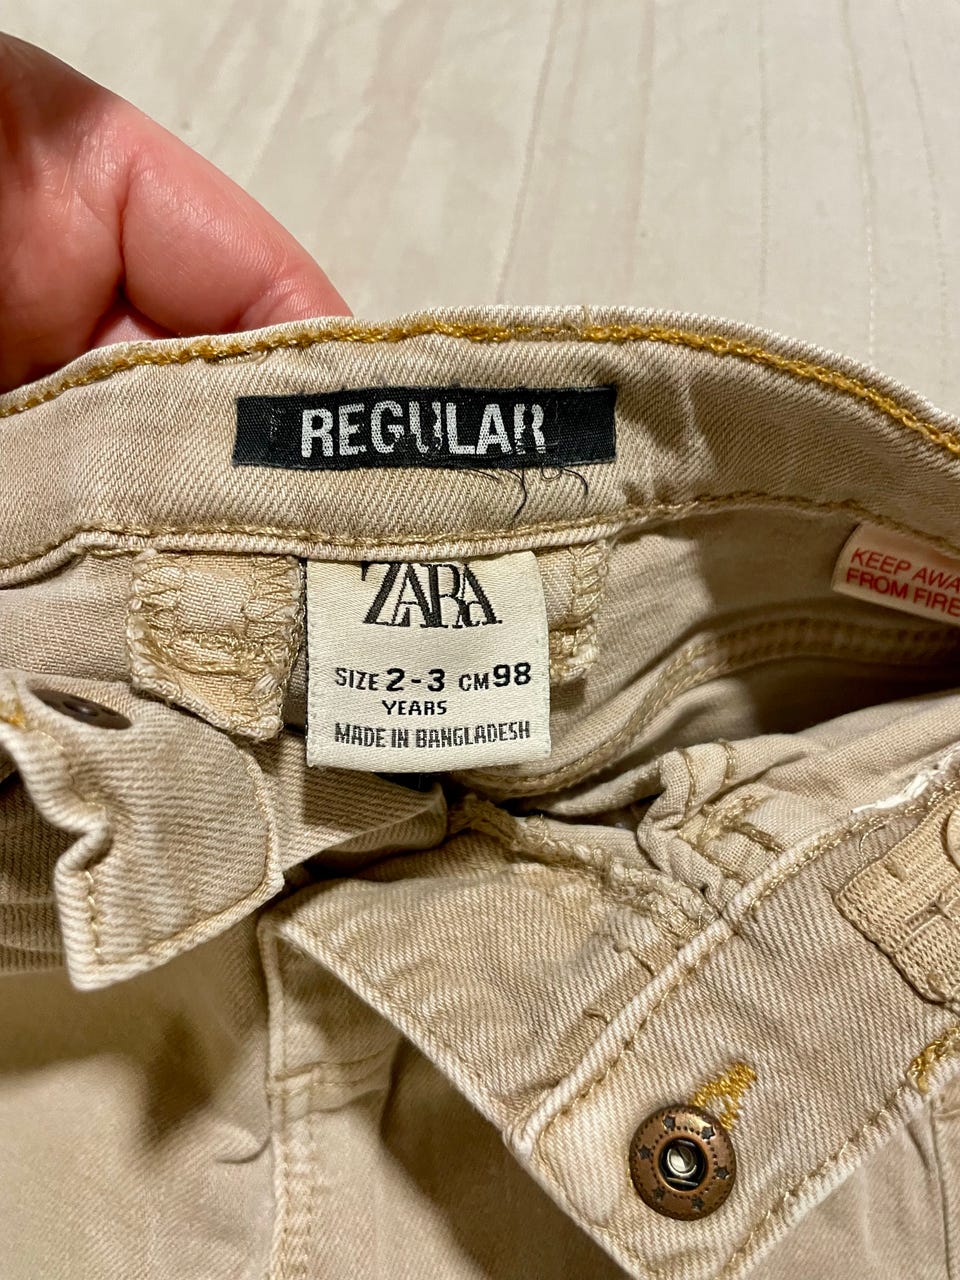 REGULAR
ZARA
SIZE 2-3 CM 98
YEARS
MADE IN BANGLADESH
KEEP AWA
FROM FIRE